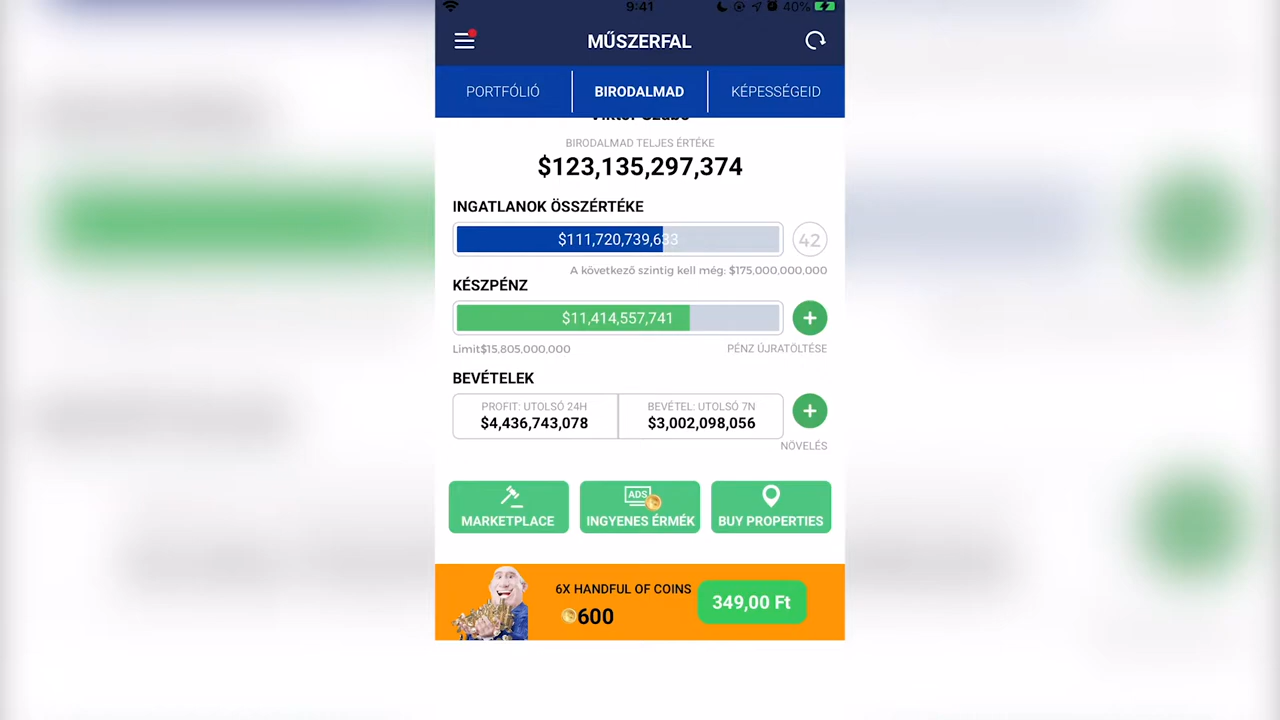 9:41
40%
MŰSZERFAL
PORTFÓLIÓ
BIRODALMAD
KÉPESSÉGEID
Viktor Szabó
BIRODALMAD TELJES ÉRTÉKE
$123,135,297,374
INGATLANOK ÖSSZÉRTÉKE
$111,720,739,633
42
A következő szintig kell még: $175,000,000,000
KÉSZPÉNZ
$11,414,557,741
Limit$15,805,000,000
PÉNZ ÚJRATÖLTÉSE
BEVÉTELEK
PROFIT: UTOLSÓ 24H
$4,436,743,078
BEVÉTEL: UTOLSÓ 7N
$3,002,098,056
NÖVELÉS
MARKETPLACE
ADS
INGYENES ÉRMÉK
BUY PROPERTIES
6X HANDFUL OF COINS
600
349,00 Ft